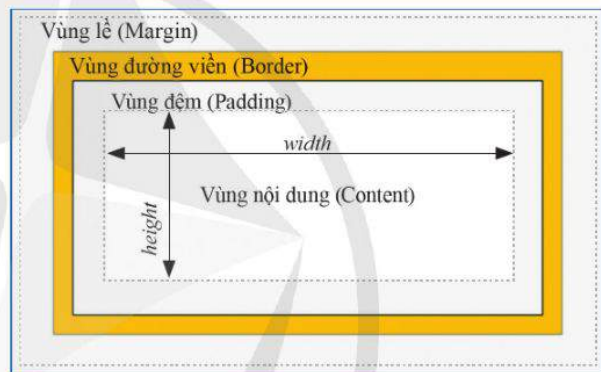 Vùng lề (Margin)
Vùng đường viền (Border)
Vùng đệm (Padding)
width
Vùng nội dung (Content)
height